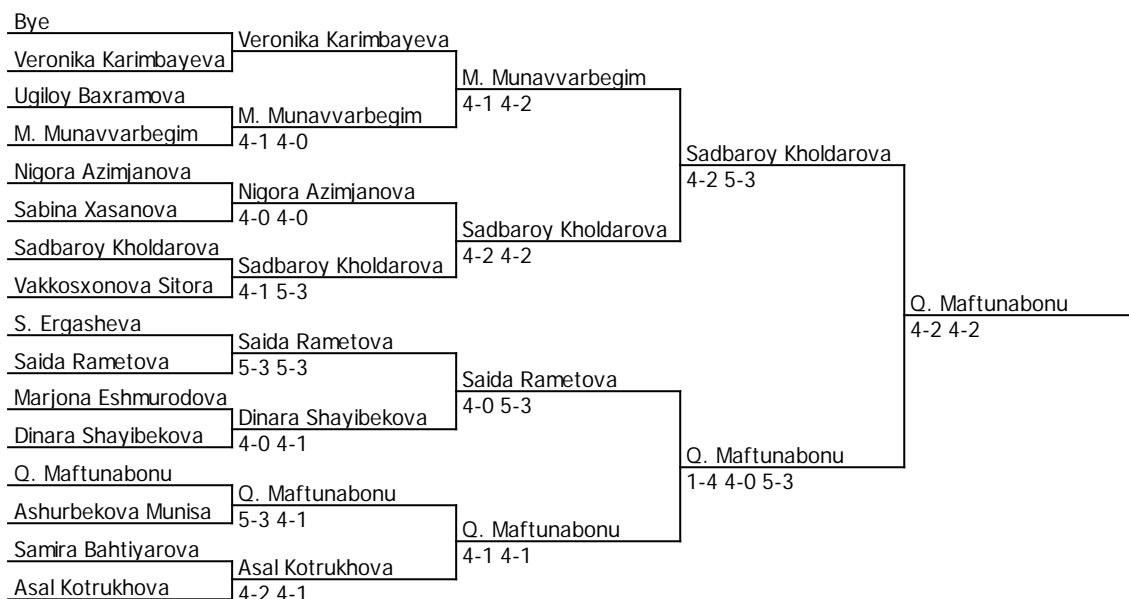 Bye
Veronika Karimbayeva
Veronika Karimbayeva
Ugiloy Baxramova
M. Munavvarbegim
M. Munavvarbegim
4-1 4-0
M. Munavvarbegim
4-1 4-2
Nigora Azimjanova
Sabina Xasanova
Nigora Azimjanova
4-0 4-0
Sadbaroy Kholdarova
Vakkosxonova Sitora
Sadbaroy Kholdarova
4-1 5-3
Sadbaroy Kholdarova
4-2 4-2
Sadbaroy Kholdarova
4-2 5-3
S. Ergasheva
Saida Rametova
Saida Rametova
5-3 5-3
Marjona Eshmurodova
Dinara Shayibekova
Dinara Shayibekova
4-0 4-1
Saida Rametova
4-0 5-3
Q. Maftunabonu
Ashurbekova Munisa
Q. Maftunabonu
5-3 4-1
Samira Bahtiyarova
Asal Kotrukhova
Asal Kotrukhova
4-2 4-1
Q. Maftunabonu
4-1 4-1
Q. Maftunabonu
1-4 4-0 5-3
Q. Maftunabonu
4-2 4-2